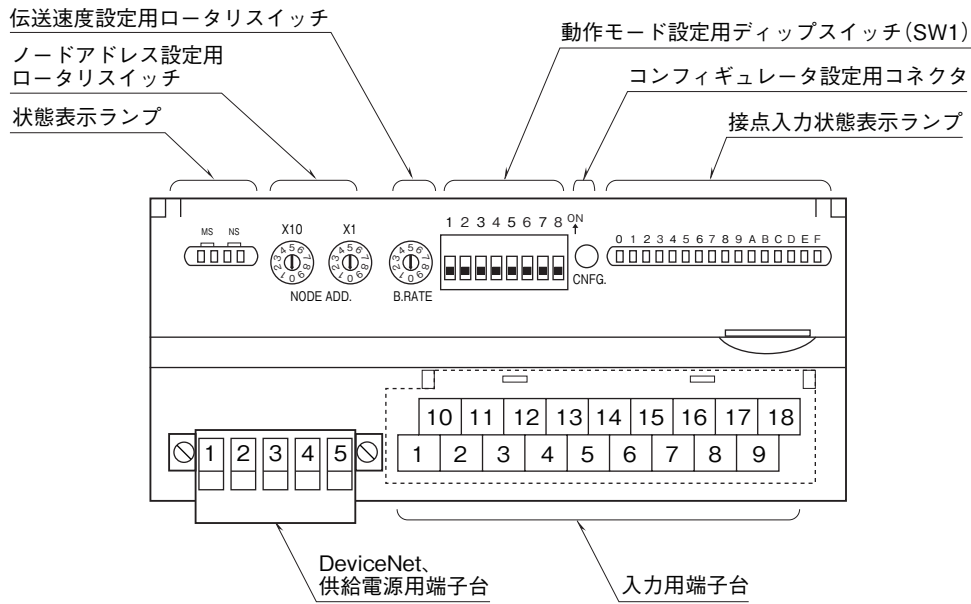 伝送速度設定用ロータリスイッチ
ノードアドレス設定用
ロータリスイッチ
状態表示ランプ
動作モード設定用ディップスイッチ(SW1)
コンフィギュレータ設定用コネクタ
接点入力状態表示ランプ
MS NS
X10
X1
NODE ADD.
B.RATE
1 2 3 4 5 6 7 8
ON
CNFG.
0 1 2 3 4 5 6 7 8 9 A B C D E F
10 11 12 13 14 15 16 17 18
1 2 3 4 5 6 7 8 9
1 2 3 4 5
DeviceNet、
供給電源用端子台
入力用端子台